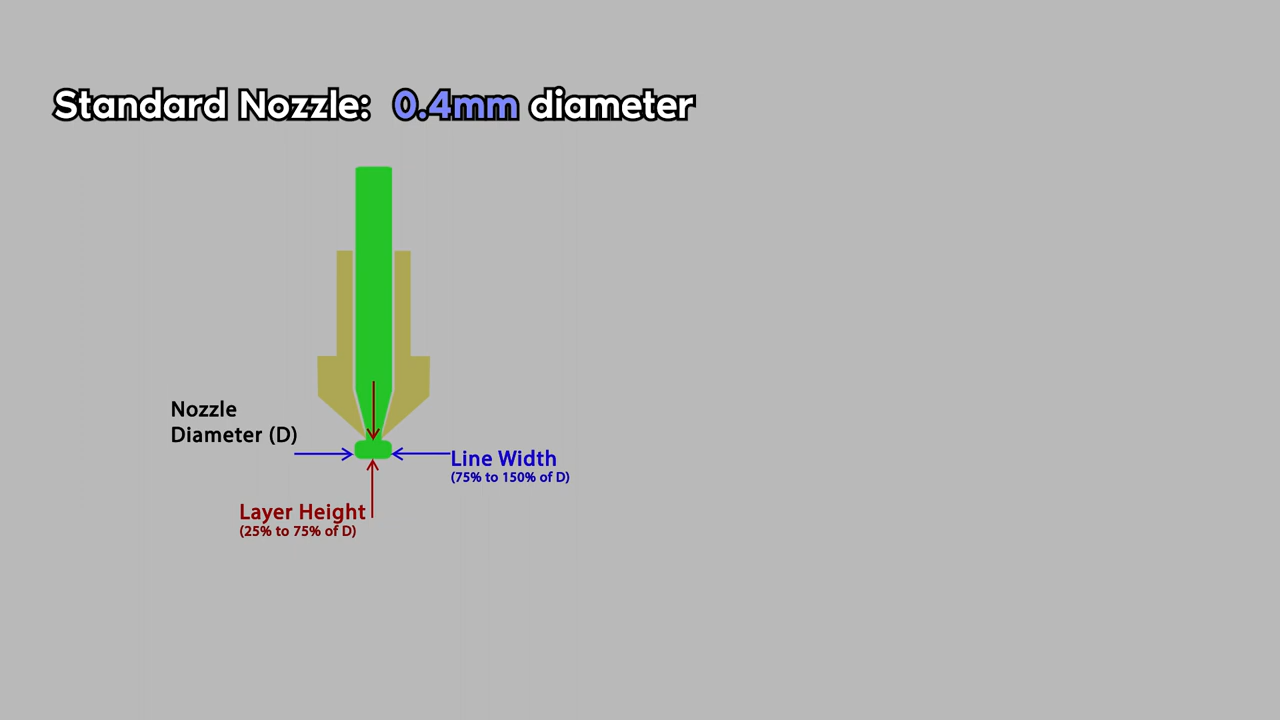 Standard Nozzle: 0.4mm diameter
Nozzle
Diameter (D)
Line Width
(75% to 150% of D)
Layer Height
(25% to 75% of D)